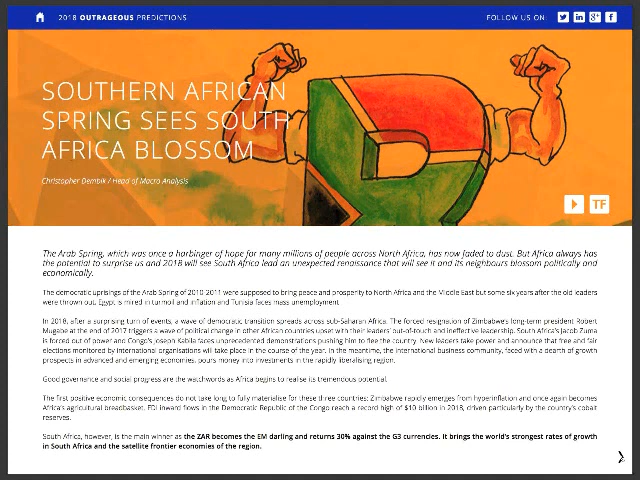 2018 OUTRAGEOUS PREDICTIONS
FOLLOW US ON:
SOUTHERN AFRICAN
SPRING SEES SOUTH
AFRICA BLOSSOM
Christopher Dembik / Head of Macro Analysis
TF
The Arab Spring, which was once a harbinger of hope for many millions of people across North Africa, has now faded to dust. But Africa always has
the potential to surprise us and 2018 will see South Africa lead an unexpected renaissance that will see it and its neighbours blossom politically and
economically.
The democratic uprisings of the Arab Spring of 2010-2011 were supposed to bring peace and prosperity to North Africa and the Middle East but some six years after the old leaders
were thrown out, Egypt is mired in turmoil and inflation and Tunisia faces mass unemployment.
In 2018, after a surprising turn of events, a wave of democratic transition spreads across sub-Saharan Africa. The forced resignation of Zimbabwe's long-term president Robert
Mugabe at the end of 2017 triggers a wave of political change in other African countries upset with their leaders' out-of-touch and ineffective leadership. South Africa's Jacob Zuma
is forced out of power and Congo's Joseph Kabila faces unprecedented demonstrations pushing him to flee the country. New leaders take power and announce that free and fair
elections monitored by international organisations will take place in the course of the year. In the meantime, the international business community, faced with a dearth of growth
prospects in advanced and emerging economies, pours money into investments in the rapidly liberalising region.
Good governance and social progress are the watchwords as Africa begins to realise its tremendous potential.
The first positive economic consequences do not take long to fully materialise for these three countries: Zimbabwe rapidly emerges from hyperinflation and once again becomes
Africa's agricultural breadbasket. FDI inward flows in the Democratic Republic of the Congo reach a record high of $10 billion in 2018, driven particularly by the country's cobalt
reserves.
South Africa, however, is the main winner as the ZAR becomes the EM darling and returns 30% against the G3 currencies. It brings the world's strongest rates of growth
in South Africa and the satellite frontier economies of the region.